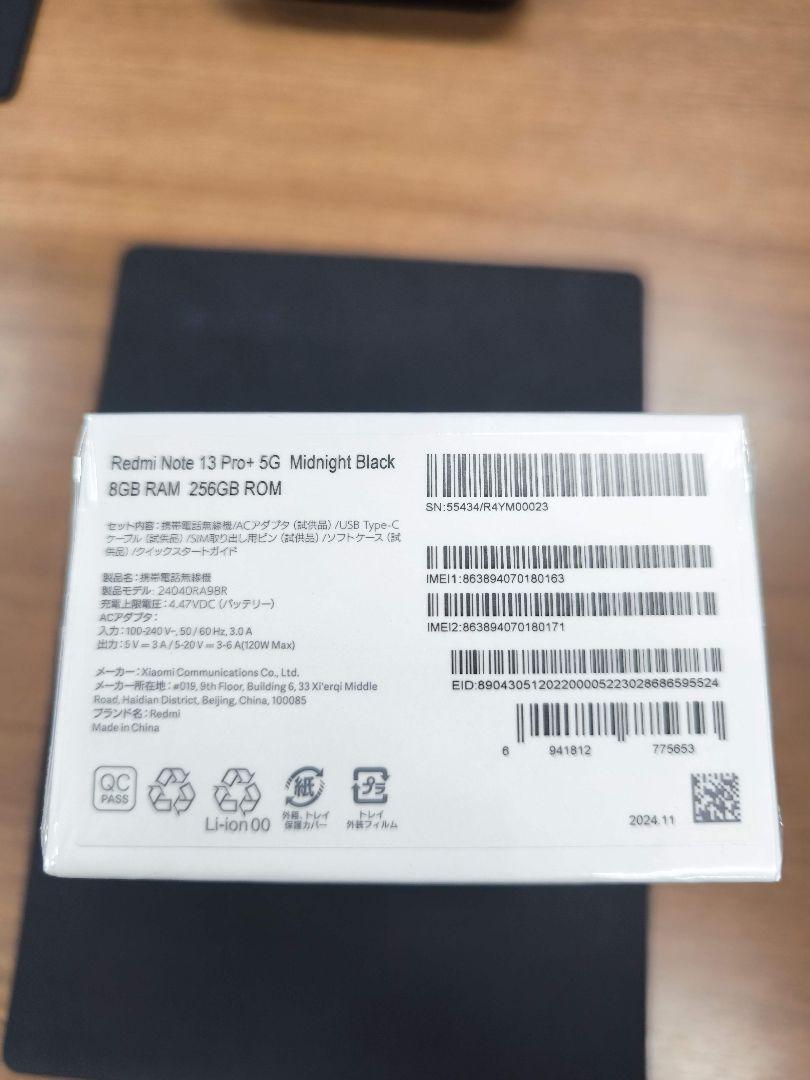 Redmi Note 13 Pro+ 5G Midnight Black
8GB RAM 256GB ROM
セット内容：携帯電話無線機/ACアダプタ（試供品）/USB Type-C
ケーブル（試供品）/SIM取り出し用ピン（試供品）/ソフトケース（試
供品）/クイックスタートガイド
製品名：携帯電話無線機
製品モデル：24040RA98R
充電上限電圧：4.47VDC（バッテリー）
ACアダプタ：
入力：100-240 V~, 50 / 60 Hz, 3.0 A
出力：5 V = 3 A / 5-20 V = 3-6 A(120W Max)
メーカー：Xiaomi Communications Co., Ltd.
メーカー所在地：#019, 9th Floor, Building 6, 33 Xi'erqi Middle
Road, Haidian District, Beijing, China, 100085
ブランド名：Redmi
Made in China
QC
PASS
Li-ion 00
紙
外箱、トレイ
保護カバー
プラ
トレイ
外装フィルム
SN:55434/R4YM00023
IMEI1:863894070180163
IMEI2:863894070180171
EID:89043051202200005223028686595524
6 941812 775653
2024.11